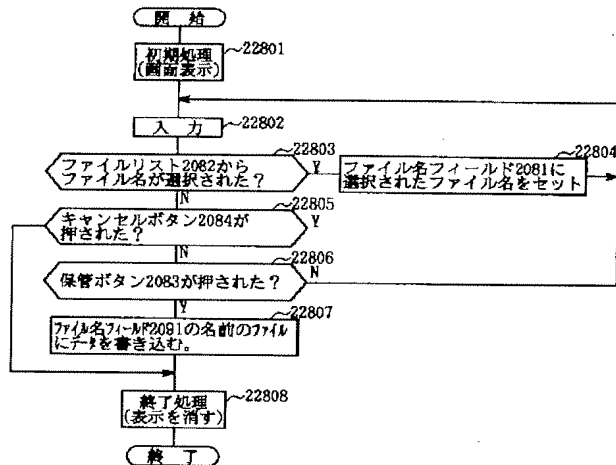 開 始
22801
初期処理
(画面表示)
入 力
22802
22803
ファイルリスト2082から
ファイル名が選択された?
Y
N
22804
ファイル名フィールド2081に
選択されたファイル名をセット
22805
キャンセルボタン2084が
押された?
Y
N
22806
保管ボタン2083が押された?
N
Y
22807
ファイル名フィールド2091の名前のファイル
にデータを書き込む。
終了処理
(表示を消す)
22808
終 了